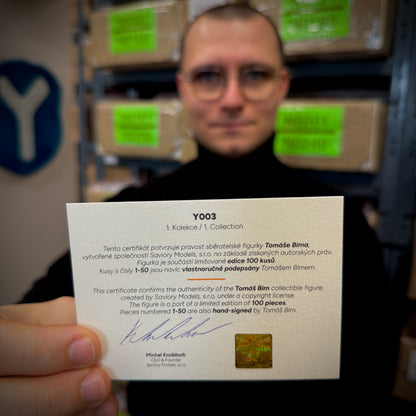 Y003
1. Kolekce / 1. Collection
Tento certifikát potvrzuje pravost sběratelské figurky Tomáše Bima,
vytvořené společností Saviory Models, s.r.o. na základě získaných autorských práv.
Figurka je součástí limitované edice 100 kusů.
Kusy s čísly 1-50 jsou navíc vlastnoručně podepsány Tomášem Bimem.
This certificate confirms the authenticity of the Tomáš Bim collectible figure,
created by Saviory Models, s.r.o. under a copyright license.
The figure is a part of a limited edition of 100 pieces.
Pieces numbered 1-50 are also hand-signed by Tomáš Bim.
Michal Knobloch
CEO & Founder
Saviory Models, s.r.o.
Y